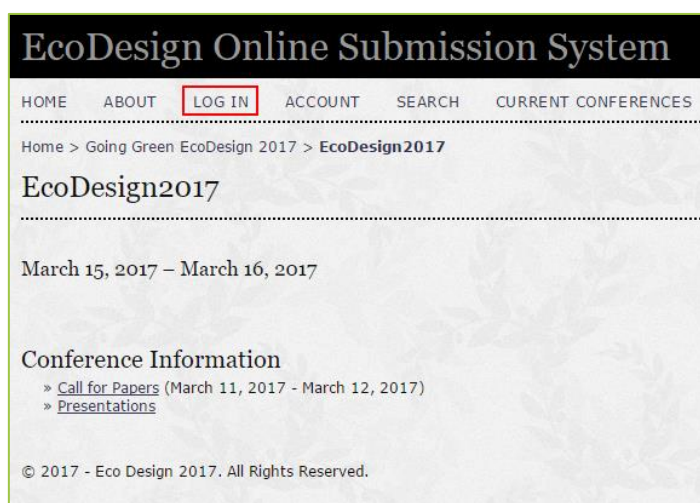 EcoDesign Online Submission System
HOME ABOUT LOG IN ACCOUNT SEARCH CURRENT CONFERENCES
Home > Going Green EcoDesign 2017 > EcoDesign2017
EcoDesign2017
March 15, 2017 – March 16, 2017
Conference Information
» Call for Papers (March 11, 2017 - March 12, 2017)
» Presentations
© 2017 - Eco Design 2017. All Rights Reserved.